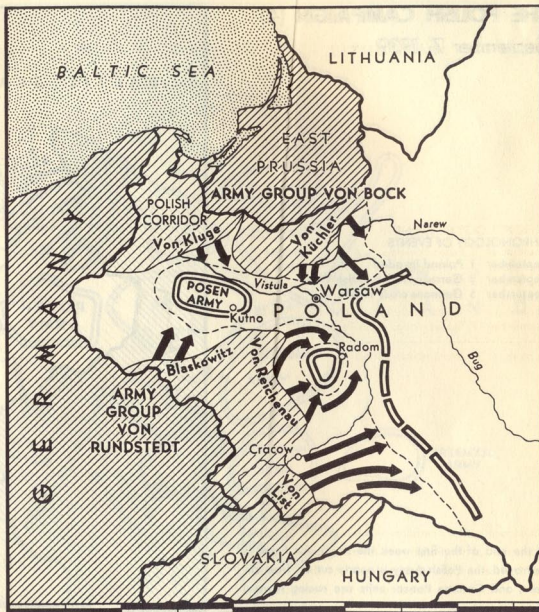 BALTIC SEA
LITHUANIA
EAST
PRUSSIA
ARMY GROUP VON BOCK
POLISH
CORRIDOR
Von Kluge
Von
Küchler
Narew
GERMANY
POSEN
ARMY
Vistula
Warsaw
Kutno
POLAND
Radom
Bug
Blaskowitz
Von Reichenau
ARMY
GROUP
VON
RUNDSTEDT
Cracow
Von
List
SLOVAKIA
HUNGARY